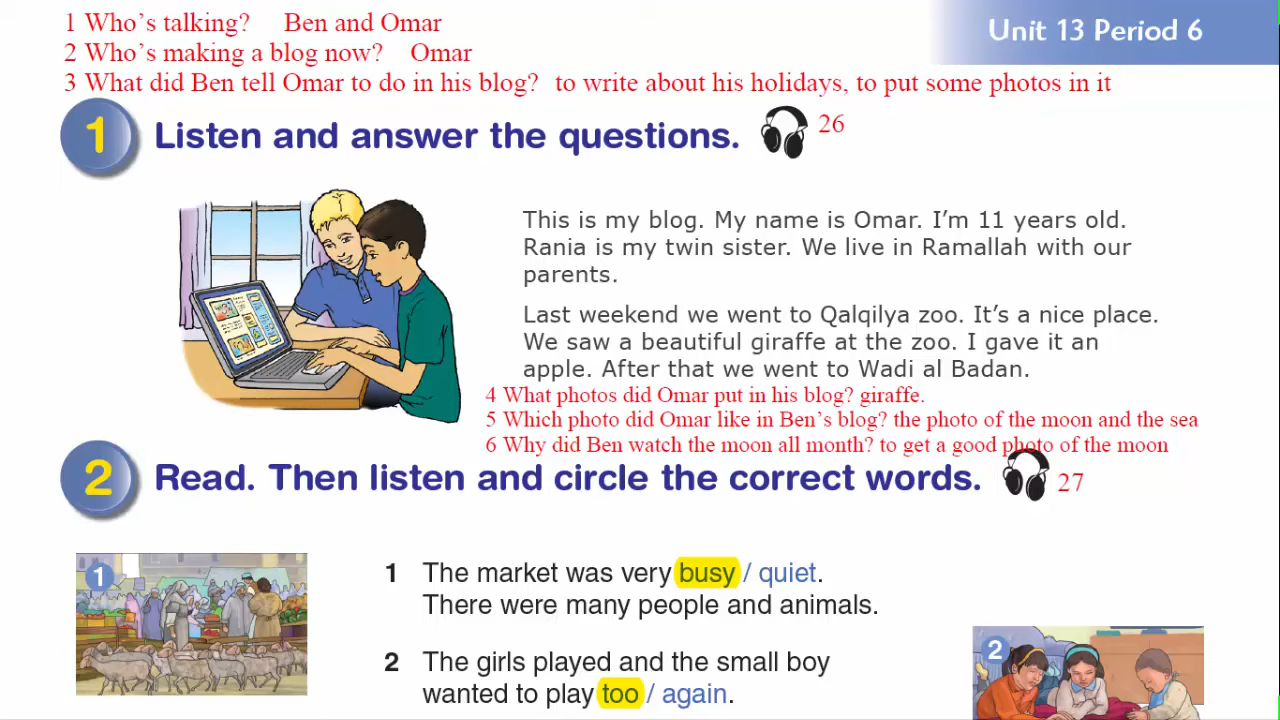 1 Who's talking? Ben and Omar
Unit 13 Period 6
2 Who's making a blog now? Omar
3 What did Ben tell Omar to do in his blog? to write about his holidays, to put some photos in it
1 Listen and answer the questions. 26
This is my blog. My name is Omar. I'm 11 years old.
Rania is my twin sister. We live in Ramallah with our
parents.
Last weekend we went to Qalqilya zoo. It's a nice place.
We saw a beautiful giraffe at the zoo. I gave it an
apple. After that we went to Wadi al Badan.
4 What photos did Omar put in his blog? giraffe.
5 Which photo did Omar like in Ben's blog? the photo of the moon and the sea
6 Why did Ben watch the moon all month? to get a good photo of the moon
2 Read. Then listen and circle the correct words. 27
1
1 The market was very busy / quiet.
There were many people and animals.
2 The girls played and the small boy
wanted to play too / again.
2